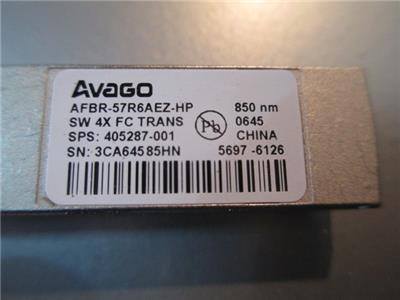 AVAGO
AFBR-57R6AEZ-HP 850 nm
SW 4X FC TRANS Pb 0645
SPS: 405287-001 CHINA
SN: 3CA64585HN 5697 -6126